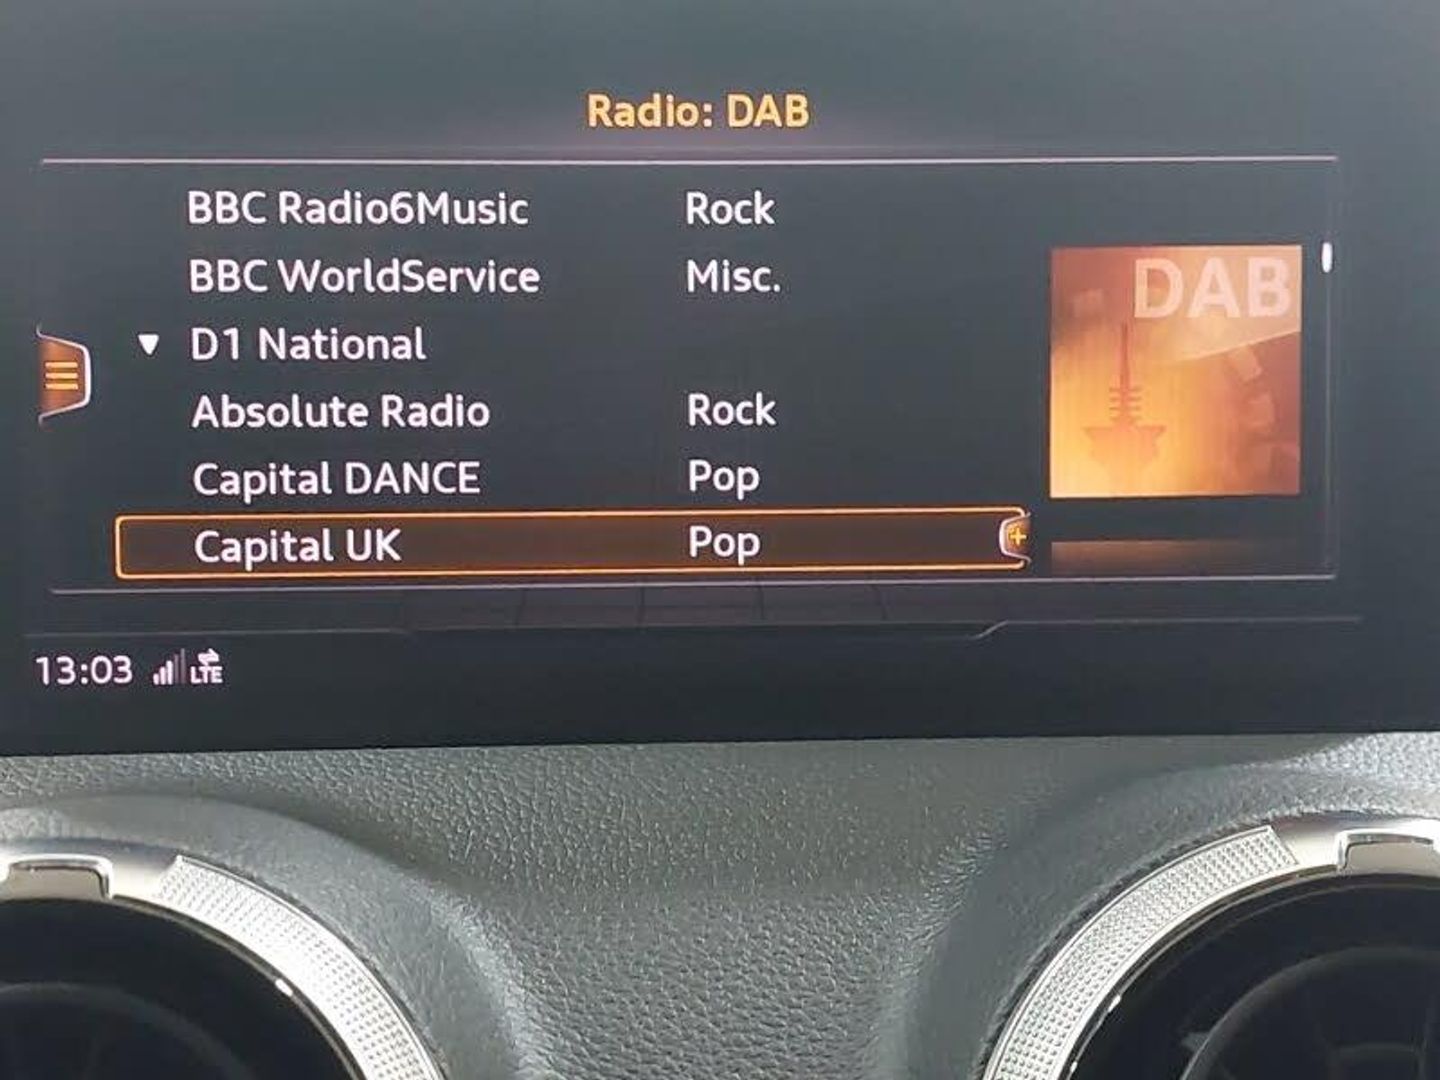 Radio: DAB
BBC Radio6Music Rock
BBC WorldService Misc.
D1 National
Absolute Radio Rock
Capital DANCE Pop
Capital UK Pop
DAB
13:03 LTE